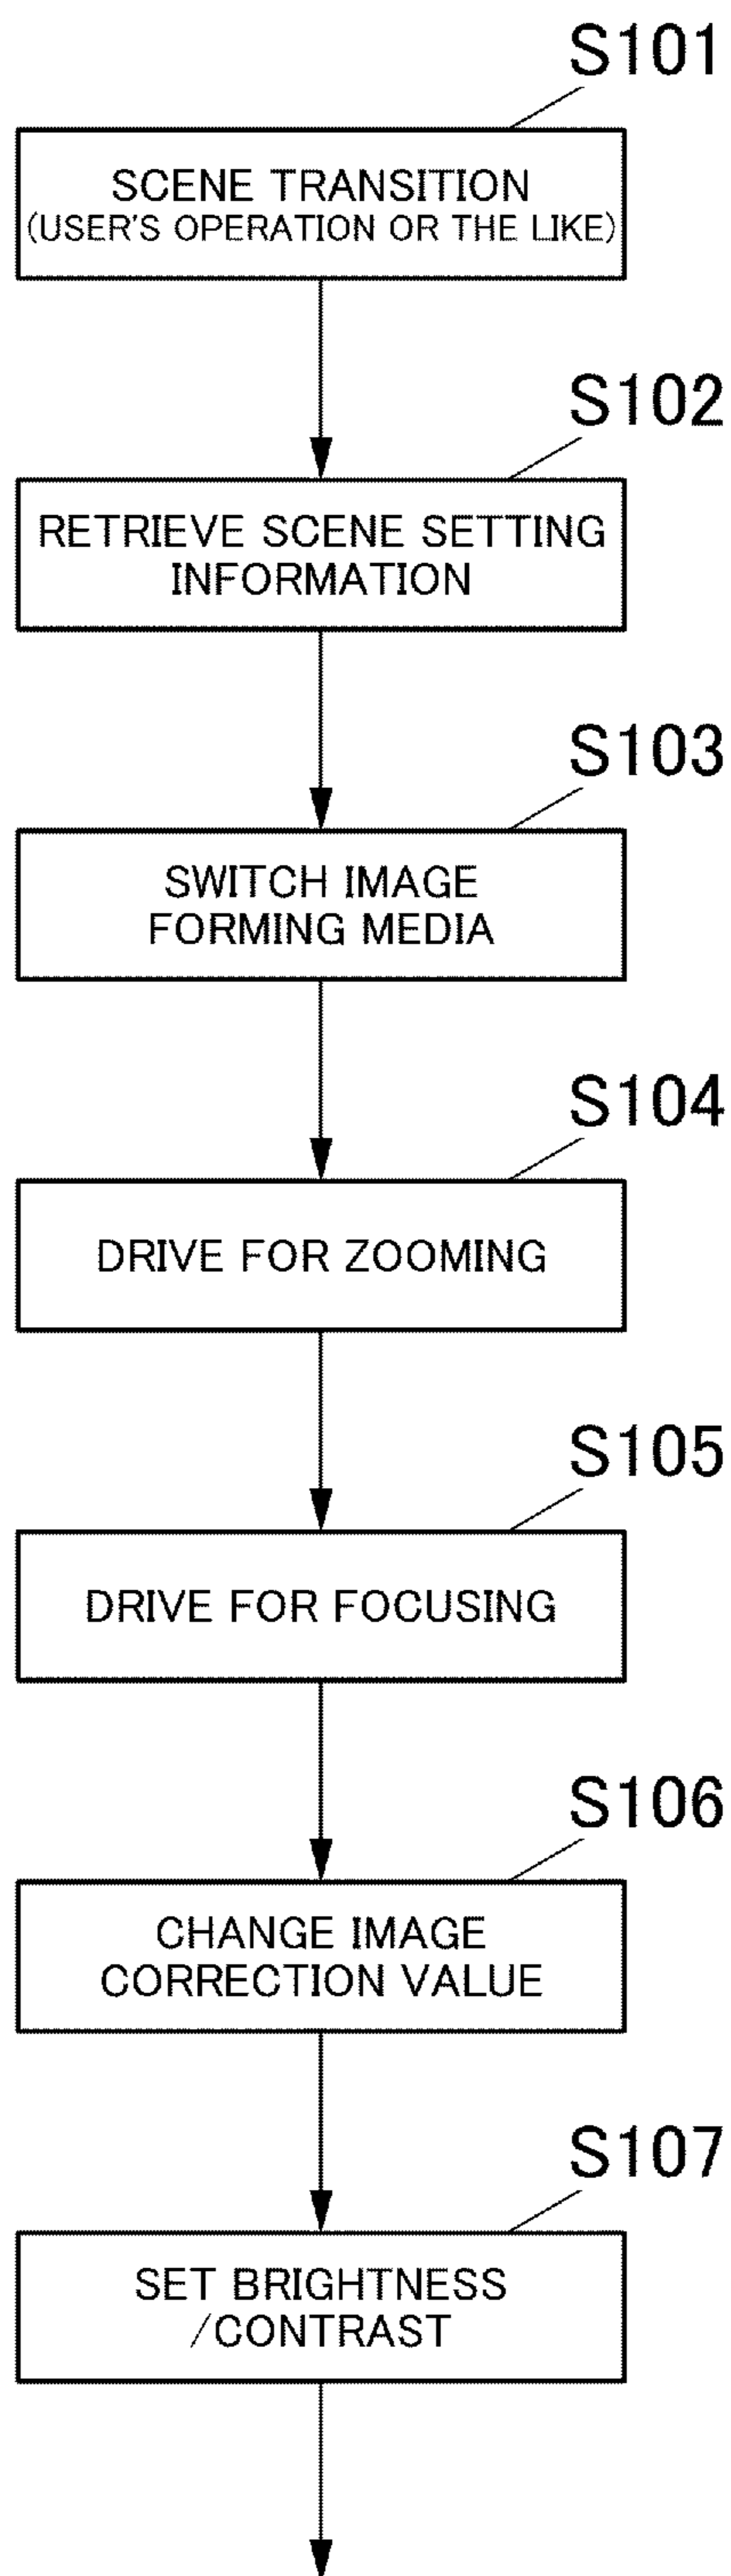 S101
SCENE TRANSITION
(USER'S OPERATION OR THE LIKE)
S102
RETRIEVE SCENE SETTING
INFORMATION
S103
SWITCH IMAGE
FORMING MEDIA
S104
DRIVE FOR ZOOMING
S105
DRIVE FOR FOCUSING
S106
CHANGE IMAGE
CORRECTION VALUE
S107
SET BRIGHTNESS
/CONTRAST